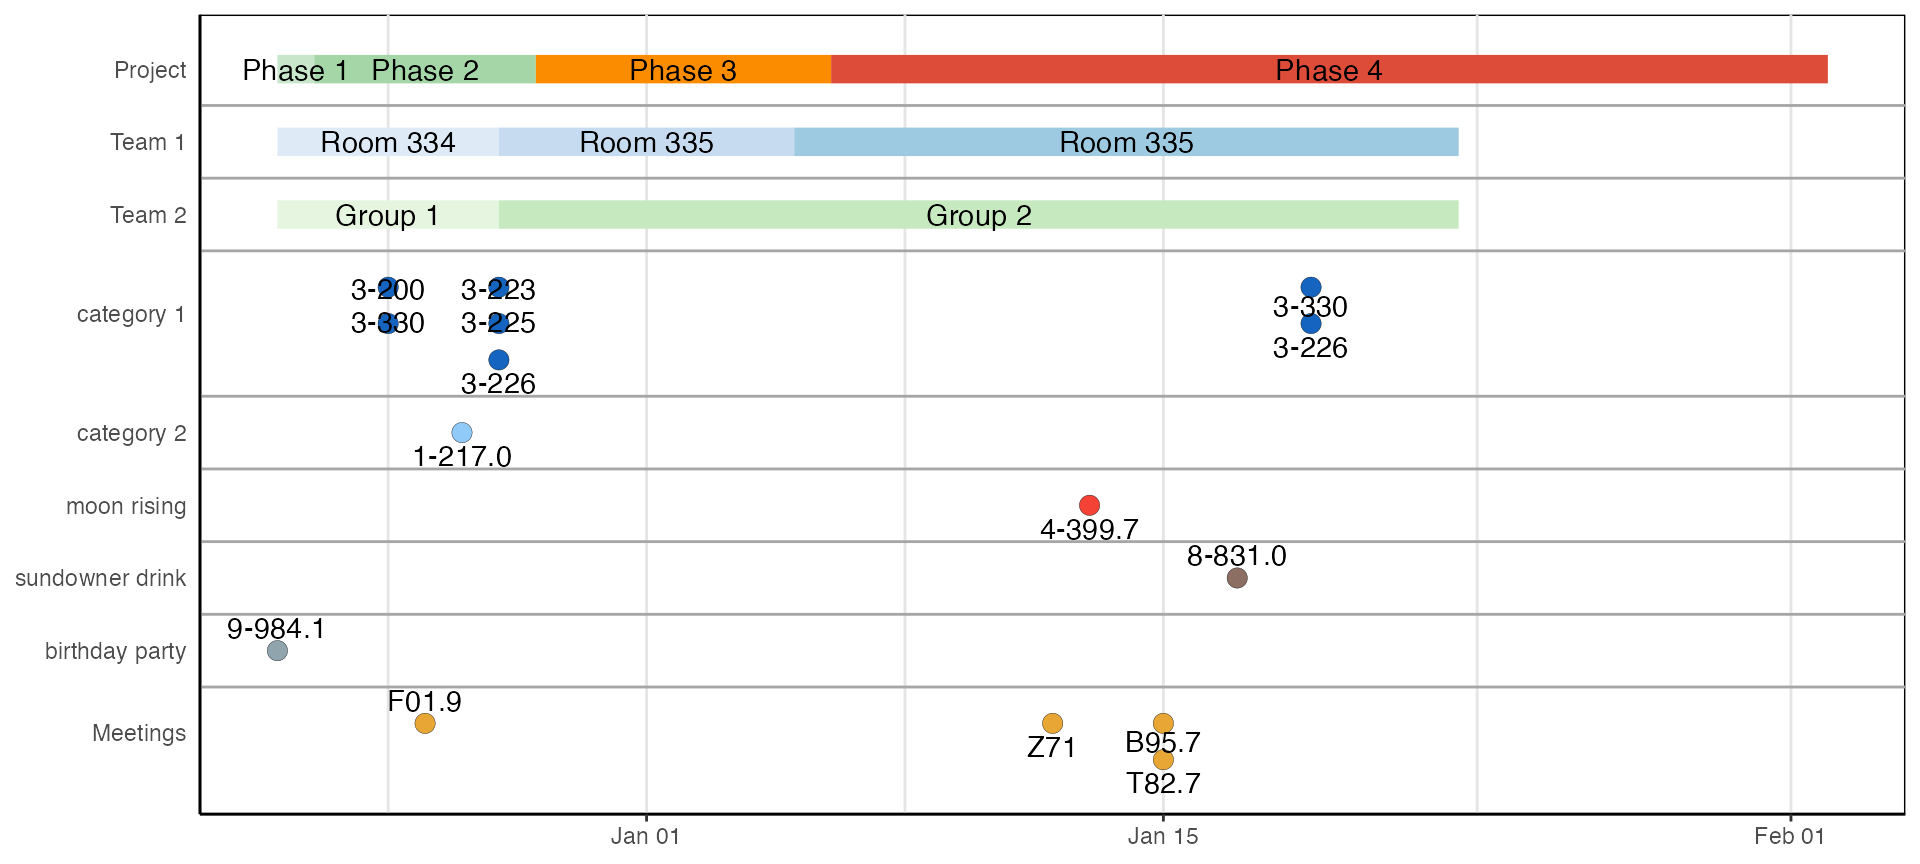 Project
Phase 1 Phase 2 Phase 3 Phase 4
Team 1
Room 334 Room 335 Room 335
Team 2
Group 1 Group 2
category 1
3-200 3-223 3-330
3-330 3-225 3-226
3-226
category 2
1-217.0
moon rising
4-399.7
sundowner drink
8-831.0
birthday party
9-984.1
Meetings
F01.9
Z71 B95.7
T82.7
Jan 01 Jan 15 Feb 01